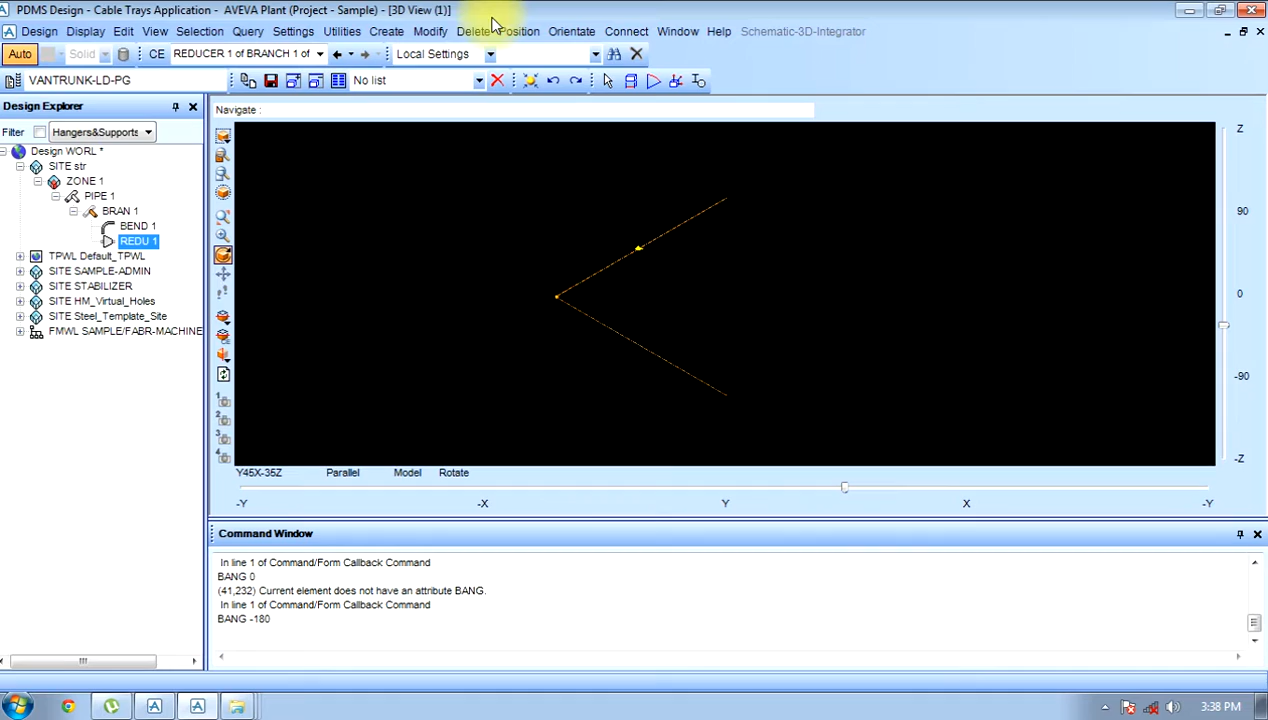 PDMS Design - Cable Trays Application - AVEVA Plant (Project - Sample) - [3D View (1)]
Design Display Edit View Selection Query Settings Utilities Create Modify Delete Position Orientate Connect Window Help Schematic-3D-Integrator
Auto Solid CE REDUCER 1 of BRANCH 1 of Local Settings
VANTRUNK-LD-PG No list
Design Explorer
Navigate :
Filter Hangers&Supports
Design WORL *
SITE str
ZONE 1
PIPE 1
BRAN 1
BEND 1
REDU 1
TPWL Default_TPWL
SITE SAMPLE-ADMIN
SITE STABILIZER
SITE HM_Virtual_Holes
SITE Steel_Template_Site
FMWL SAMPLE/FABR-MACHINE
1
2
3
4
Z
90
0
-90
-Z
Y45X-35Z Parallel Model Rotate
-Y -X Y X -Y
Command Window
In line 1 of Command/Form Callback Command
BANG 0
(41,232) Current element does not have an attribute BANG.
In line 1 of Command/Form Callback Command
BANG -180
3:38 PM